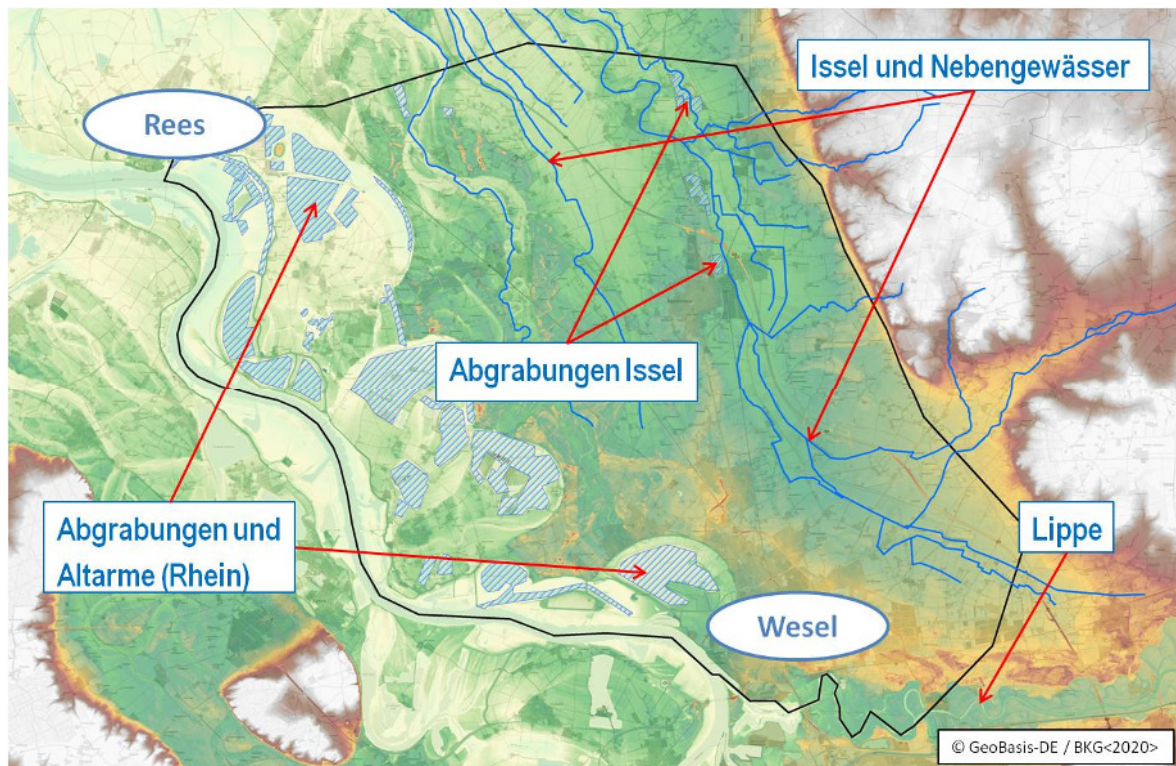 Issel und Nebengewässer
Rees
Abgrabungen Issel
Abgrabungen und
Altarme (Rhein)
Lippe
Wesel
© GeoBasis-DE / BKG<2020>